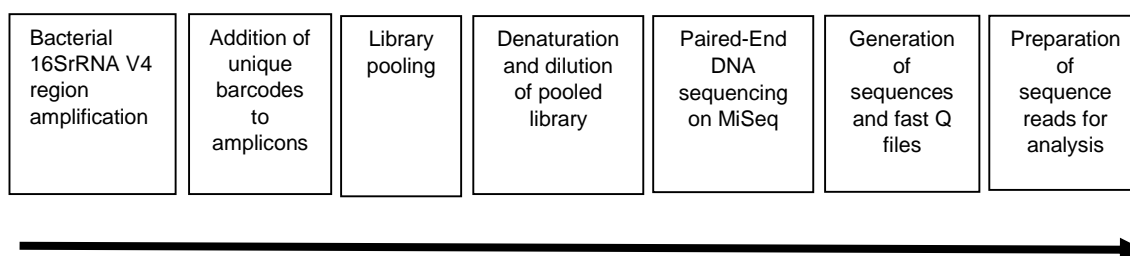 Bacterial
16SrRNA V4
region
amplification
Addition of
unique
barcodes
to
amplicons
Library
pooling
Denaturation
and dilution
of pooled
library
Paired-End
DNA
sequencing
on MiSeq
Generation
of
sequences
and fast Q
files
Preparation
of
sequence
reads for
analysis